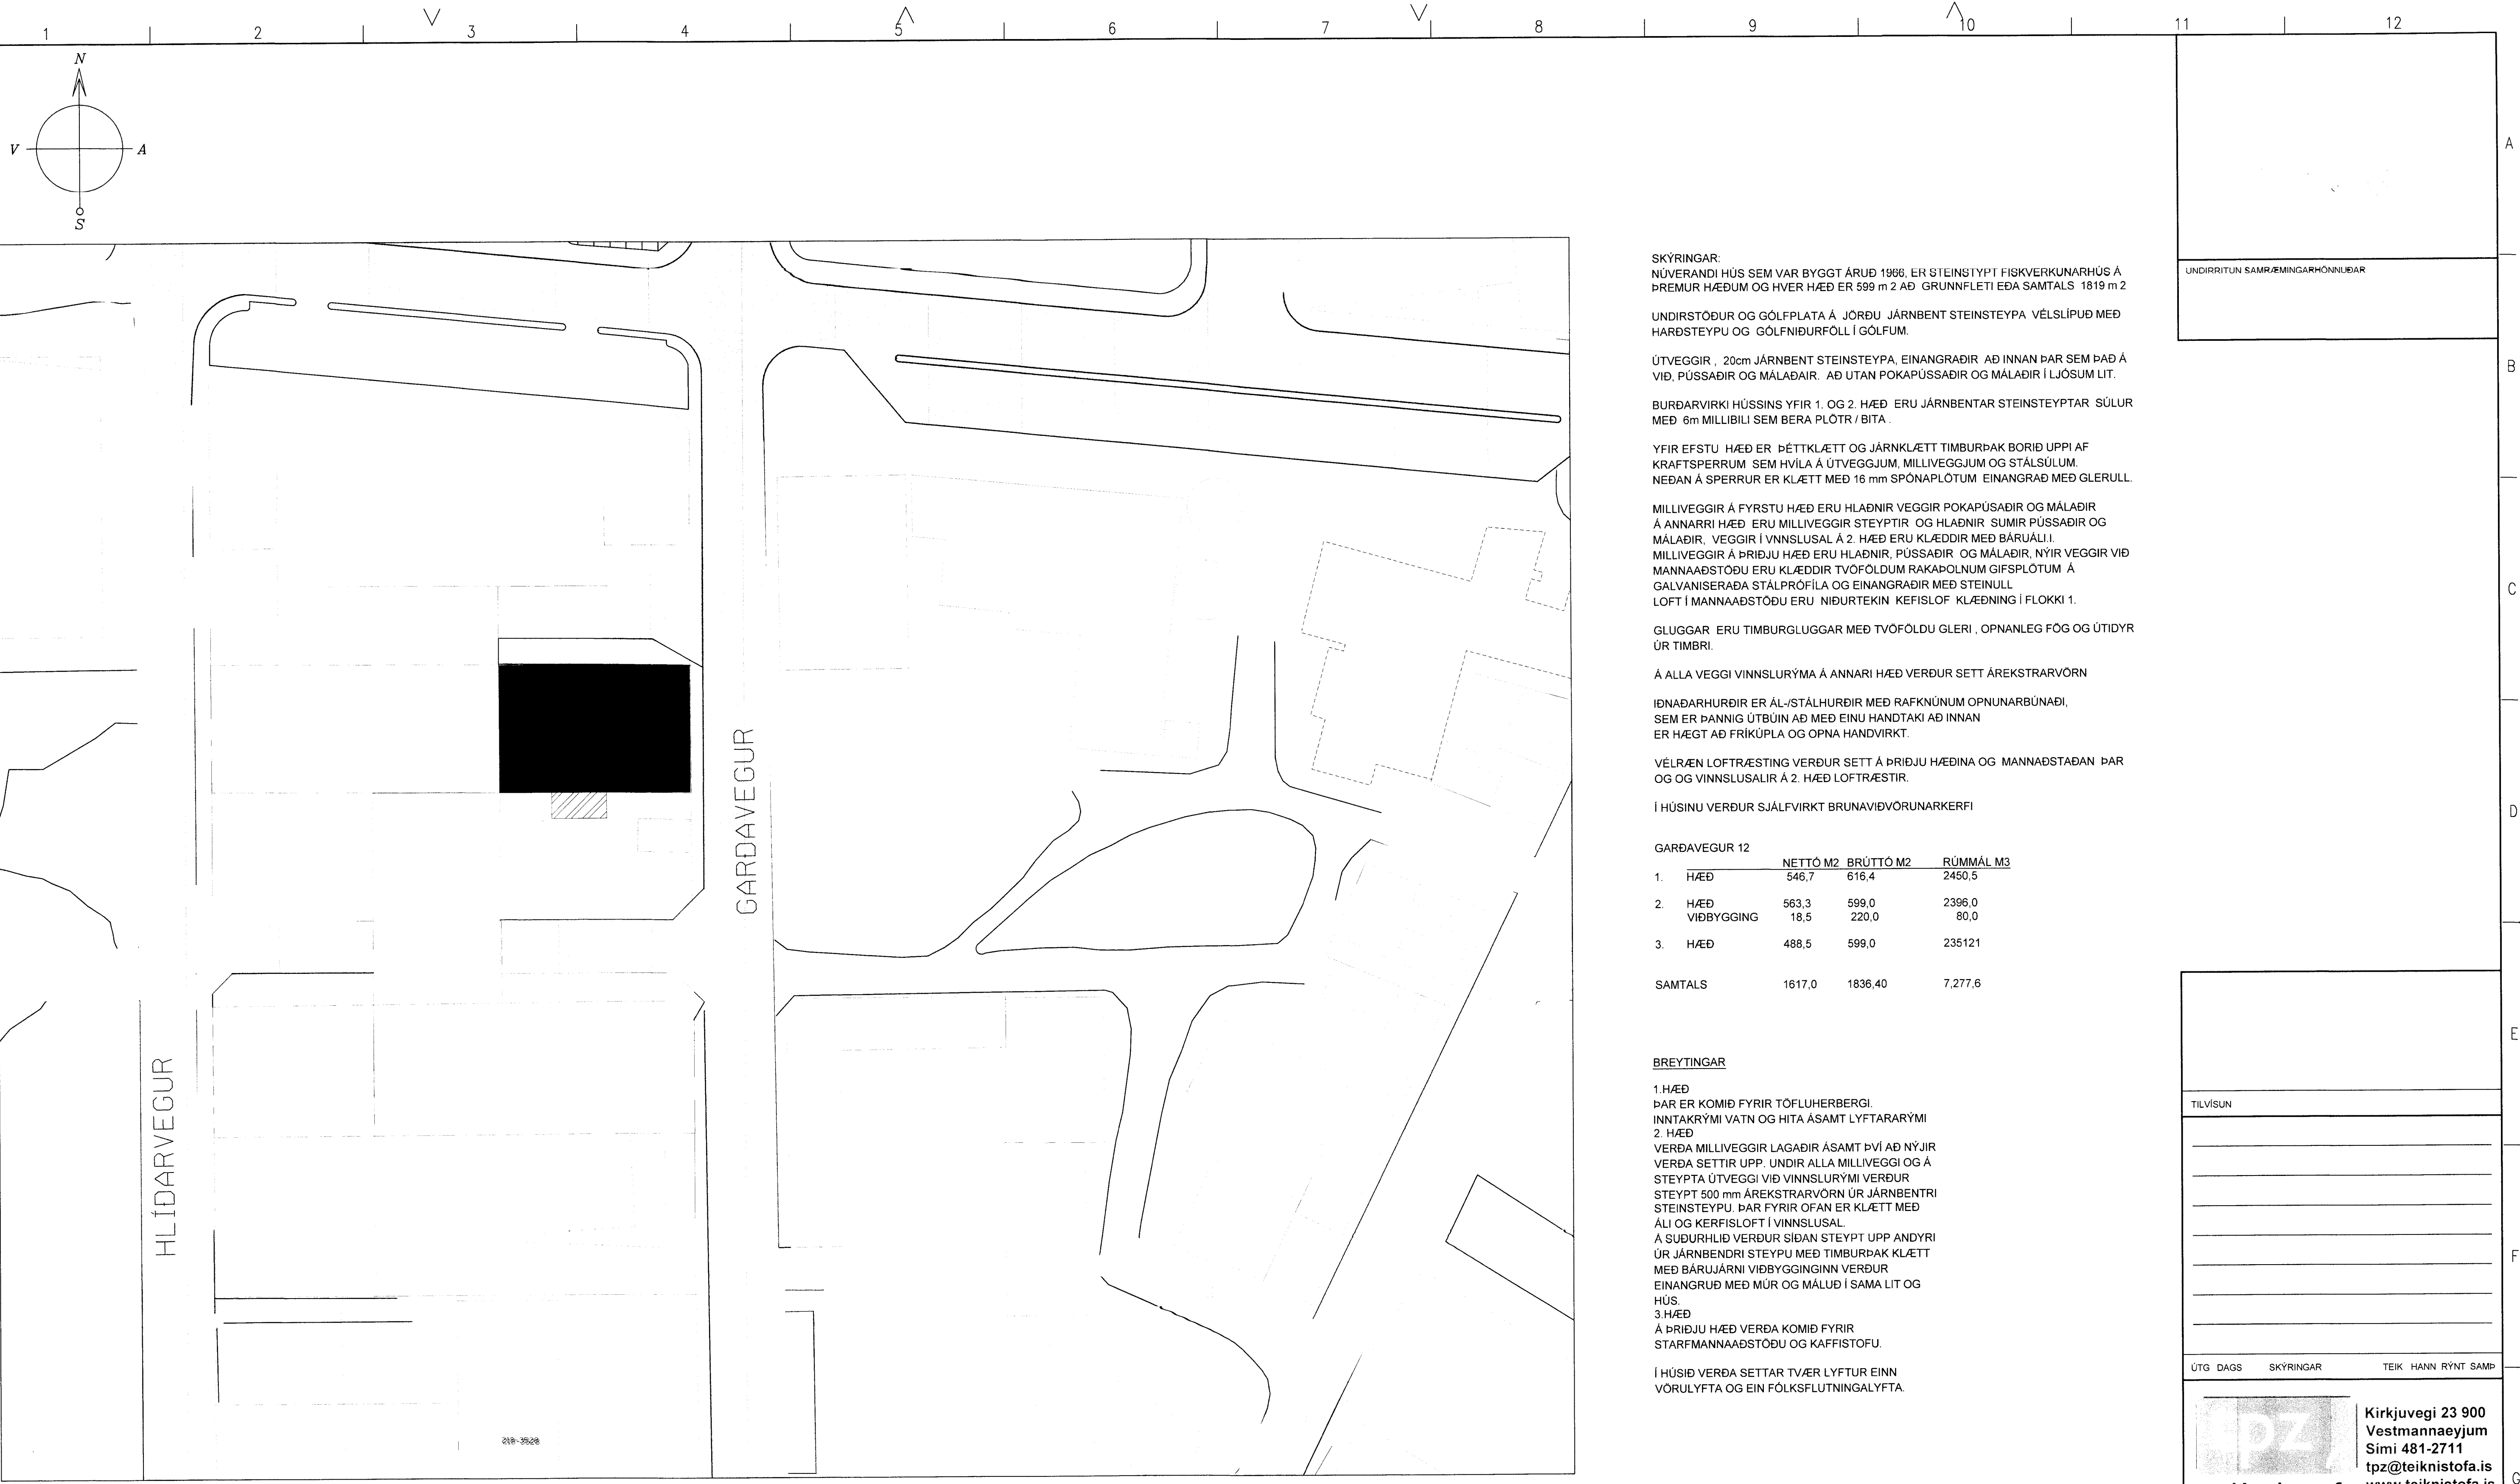 1 2 3 4 5 6 7 8 9 10 11 12
N
V A
S
A
B
C
D
E
F
G
HLÍÐARVEGUR
GARÐAVEGUR
218-3528
SKÝRINGAR:
NÚVERANDI HÚS SEM VAR BYGGT ÁRUÐ 1966, ER STEINSTYPT FISKVERKUNARHÚS Á
ÞREMUR HÆÐUM OG HVER HÆÐ ER 599 m 2 AÐ GRUNNFLETI EÐA SAMTALS 1819 m 2
UNDIRSTÖÐUR OG GÓLFPLATA Á JÖRÐU JÁRNBENT STEINSTEYPA VÉLSLÍPUÐ MEÐ
HARÐSTEYPU OG GÓLFNIÐURFÖLL Í GÓLFUM.
ÚTVEGGIR , 20cm JÁRNBENT STEINSTEYPA, EINANGRAÐIR AÐ INNAN ÞAR SEM ÞAÐ Á
VIÐ, PÚSSAÐIR OG MÁLAÐAIR. AÐ UTAN POKAPÚSSAÐIR OG MÁLAÐIR Í LJÓSUM LIT.
BURÐARVIRKI HÚSSINS YFIR 1. OG 2. HÆÐ ERU JÁRNBENTAR STEINSTEYPTAR SÚLUR
MEÐ 6m MILLIBILI SEM BERA PLÖTR / BITA .
YFIR EFSTU HÆÐ ER ÞÉTTKLÆTT OG JÁRNKLÆTT TIMBURÞAK BORIÐ UPPI AF
KRAFTSPERRUM SEM HVÍLA Á ÚTVEGGJUM, MILLIVEGGJUM OG STÁLSÚLUM.
NEÐAN Á SPERRUR ER KLÆTT MEÐ 16 mm SPÓNAPLÖTUM EINANGRAÐ MEÐ GLERULL.
MILLIVEGGIR Á FYRSTU HÆÐ ERU HLAÐNIR VEGGIR POKAPÚSAÐIR OG MÁLAÐIR
Á ANNARRI HÆÐ ERU MILLIVEGGIR STEYPTIR OG HLAÐNIR SUMIR PÚSSAÐIR OG
MÁLAÐIR, VEGGIR Í VNNSLUSAL Á 2. HÆÐ ERU KLÆDDIR MEÐ BÁRUÁLI.I.
MILLIVEGGIR Á ÞRIÐJU HÆÐ ERU HLAÐNIR, PÚSSAÐIR OG MÁLAÐIR, NÝIR VEGGIR VIÐ
MANNAAÐSTÖÐU ERU KLÆDDIR TVÖFÖLDUM RAKAÞOLNUM GIFSPLÖTUM Á
GALVANISERAÐA STÁLPRÓFÍLA OG EINANGRAÐIR MEÐ STEINULL
LOFT Í MANNAAÐSTÖÐU ERU NIÐURTEKIN KEFISLOF KLÆÐNING Í FLOKKI 1.
GLUGGAR ERU TIMBURGLUGGAR MEÐ TVÖFÖLDU GLERI , OPNANLEG FÖG OG ÚTIDYR
ÚR TIMBRI.
Á ALLA VEGGI VINNSLURÝMA Á ANNARI HÆÐ VERÐUR SETT ÁREKSTRARVÖRN
IÐNAÐARHURÐIR ER ÁL-/STÁLHURÐIR MEÐ RAFKNÚNUM OPNUNARBÚNAÐI,
SEM ER ÞANNIG ÚTBÚIN AÐ MEÐ EINU HANDTAKI AÐ INNAN
ER HÆGT AÐ FRÍKÚPLA OG OPNA HANDVIRKT.
VÉLRÆN LOFTRÆSTING VERÐUR SETT Á ÞRIÐJU HÆÐINA OG MANNAÐSTAÐAN ÞAR
OG OG VINNSLUSALIR Á 2. HÆÐ LOFTRÆSTIR.
Í HÚSINU VERÐUR SJÁLFVIRKT BRUNAVIÐVÖRUNARKERFI
GARÐAVEGUR 12
NETTÓ M2 BRÚTTÓ M2 RÚMMÁL M3
1. HÆÐ 546,7 616,4 2450,5
2. HÆÐ 563,3 599,0 2396,0
VIÐBYGGING 18,5 220,0 80,0
3. HÆÐ 488,5 599,0 235121
SAMTALS 1617,0 1836,40 7,277,6
BREYTINGAR
1.HÆÐ
ÞAR ER KOMIÐ FYRIR TÖFLUHERBERGI.
INNTAKRÝMI VATN OG HITA ÁSAMT LYFTARARÝMI
2. HÆÐ
VERÐA MILLIVEGGIR LAGAÐIR ÁSAMT ÞVÍ AÐ NÝJIR
VERÐA SETTIR UPP. UNDIR ALLA MILLIVEGGI OG Á
STEYPTA ÚTVEGGI VIÐ VINNSLURÝMI VERÐUR
STEYPT 500 mm ÁREKSTRARVÖRN ÚR JÁRNBENTRI
STEINSTEYPU. ÞAR FYRIR OFAN ER KLÆTT MEÐ
ÁLI OG KERFISLOFT Í VINNSLUSAL.
Á SUÐURHLIÐ VERÐUR SÍÐAN STEYPT UPP ANDYRI
ÚR JÁRNBENDRI STEYPU MEÐ TIMBURÞAK KLÆTT
MEÐ BÁRUJÁRNI VIÐBYGGINGINN VERÐUR
EINANGRUÐ MEÐ MÚR OG MÁLUÐ Í SAMA LIT OG
HÚS.
3.HÆÐ
Á ÞRIÐJU HÆÐ VERÐA KOMIÐ FYRIR
STARFMANNAAÐSTÖÐU OG KAFFISTOFU.
Í HÚSIÐ VERÐA SETTAR TVÆR LYFTUR EINN
VÖRULYFTA OG EIN FÓLKSFLUTNINGALYFTA.
UNDIRRITUN SAMRÆMINGARHÖNNUÐAR
TILVÍSUN
ÚTG DAGS SKÝRINGAR TEIK HANN RÝNT SAMÞ
pz
Kirkjuvegi 23 900
Vestmannaeyjum
Sími 481-2711
tpz@teiknistofa.is
www.teiknistofa.is